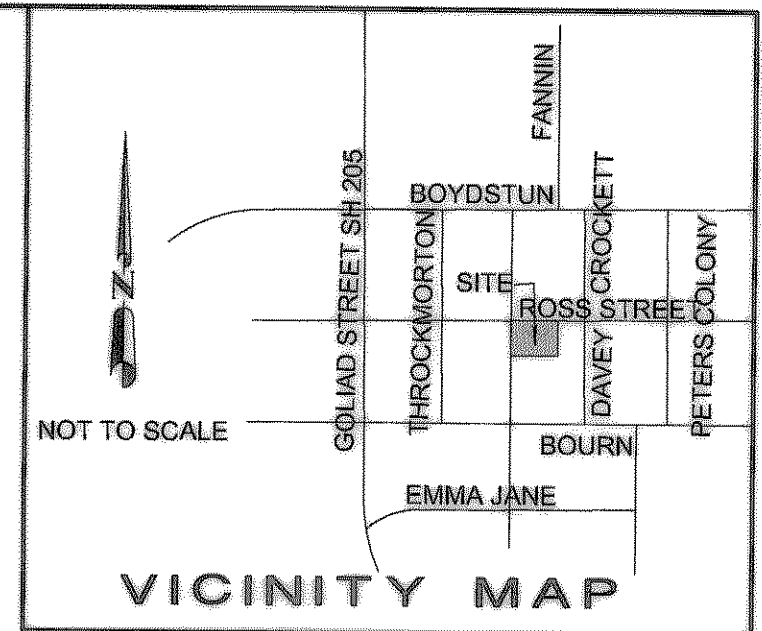 FANNIN
GOLIAD STREET SH 205
BOYDSTUN
THROCKMORTON
DAVEY CROCKETT
PETERS COLONY
SITE
ROSS STREET
N
NOT TO SCALE
BOURN
EMMA JANE
VICINITY MAP